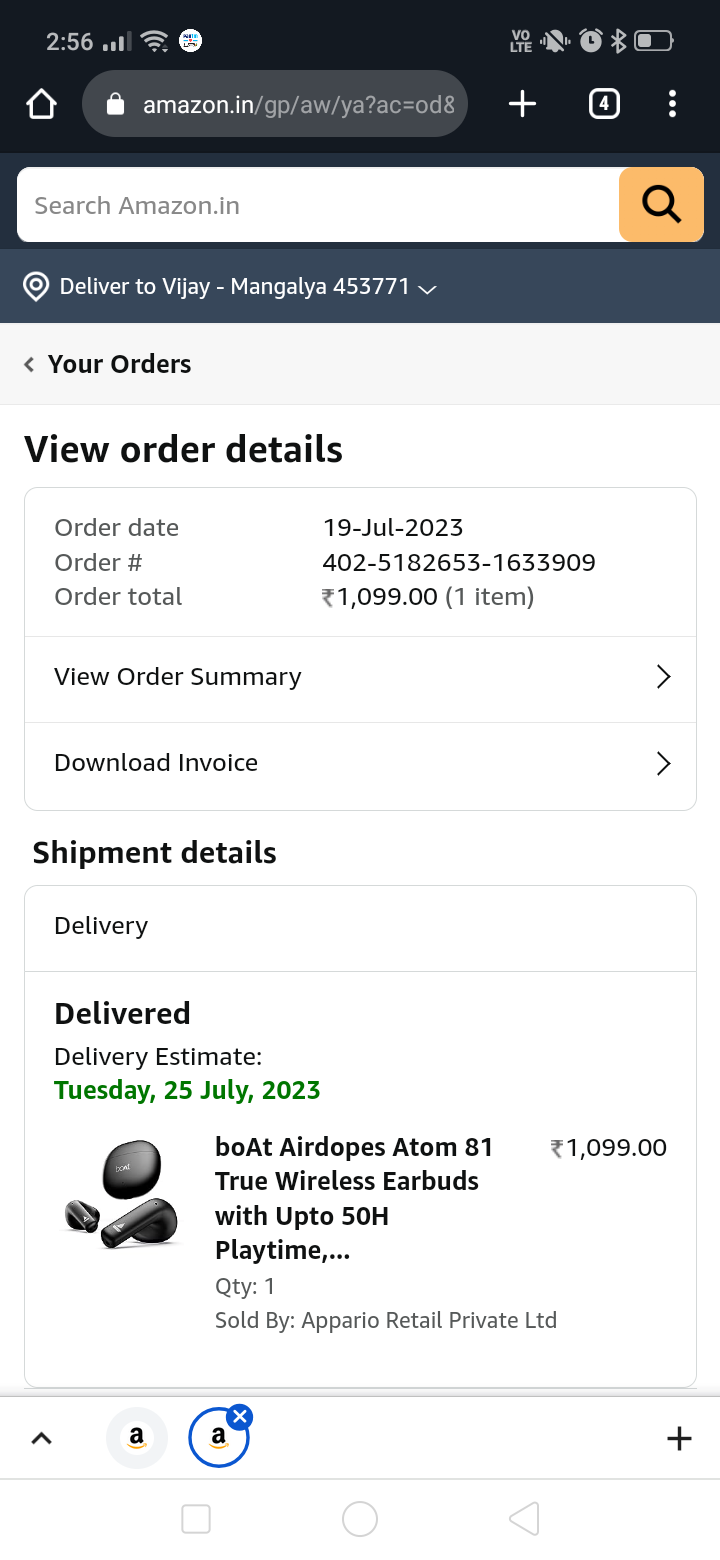 2:56
VO
LTE
amazon.in/gp/aw/ya?ac=od&
4
Search Amazon.in
Deliver to Vijay - Mangalya 453771
Your Orders
View order details
Order date 19-Jul-2023
Order # 402-5182653-1633909
Order total ₹1,099.00 (1 item)
View Order Summary
Download Invoice
Shipment details
Delivery
Delivered
Delivery Estimate:
Tuesday, 25 July, 2023
boAt
boAt Airdopes Atom 81 ₹1,099.00
True Wireless Earbuds
with Upto 50H
Playtime,...
Qty: 1
Sold By: Appario Retail Private Ltd
a
a